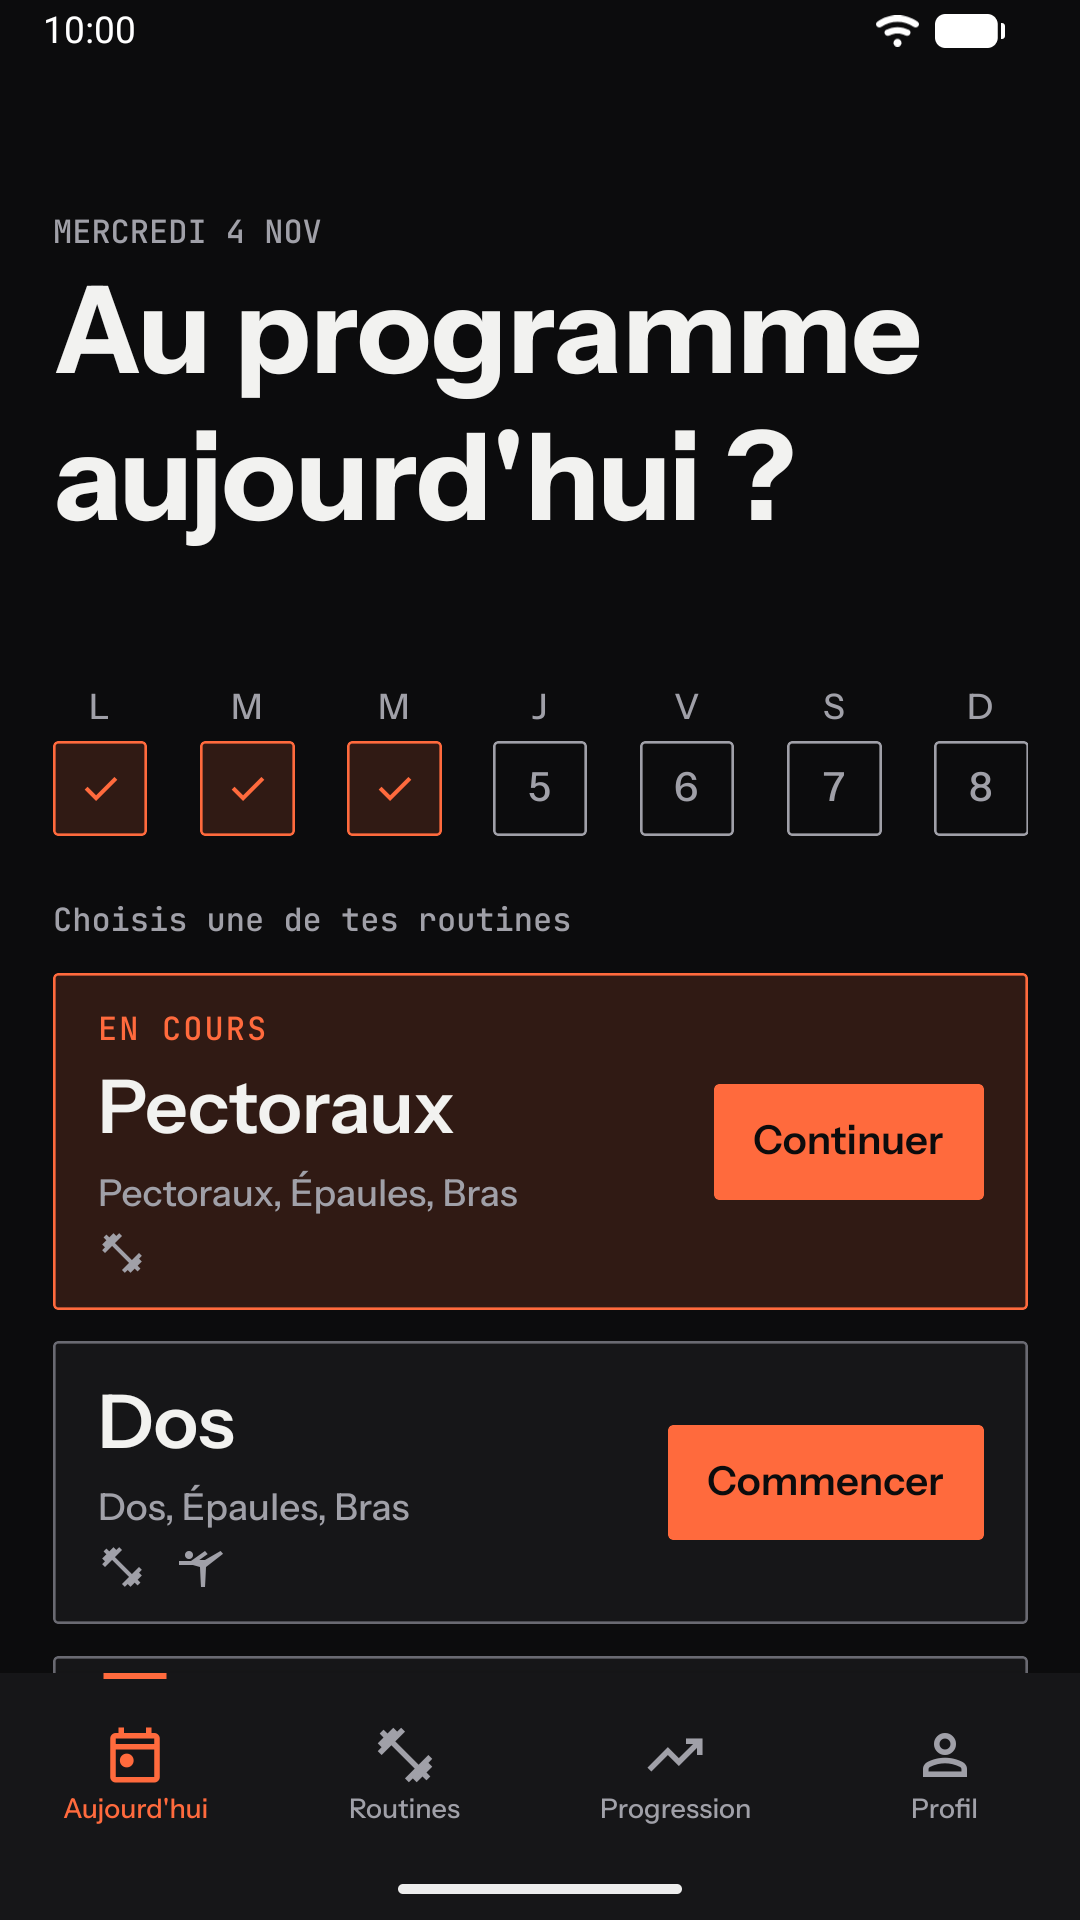 10:00
MERCREDI 4 NOV
Au programme
aujourd'hui ?
L M M J V S D
5 6 7 8
Choisis une de tes routines
EN COURS
Pectoraux
Continuer
Pectoraux, Épaules, Bras
Dos
Commencer
Dos, Épaules, Bras
Aujourd'hui Routines Progression Profil